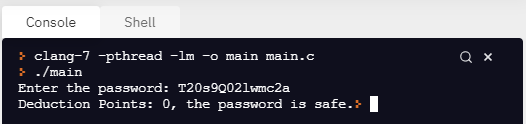 Console Shell
> clang-7 -pthread -lm -o main main.c
> ./main
Enter the password: T20s9Q02lwmc2a
Deduction Points: 0, the password is safe.>